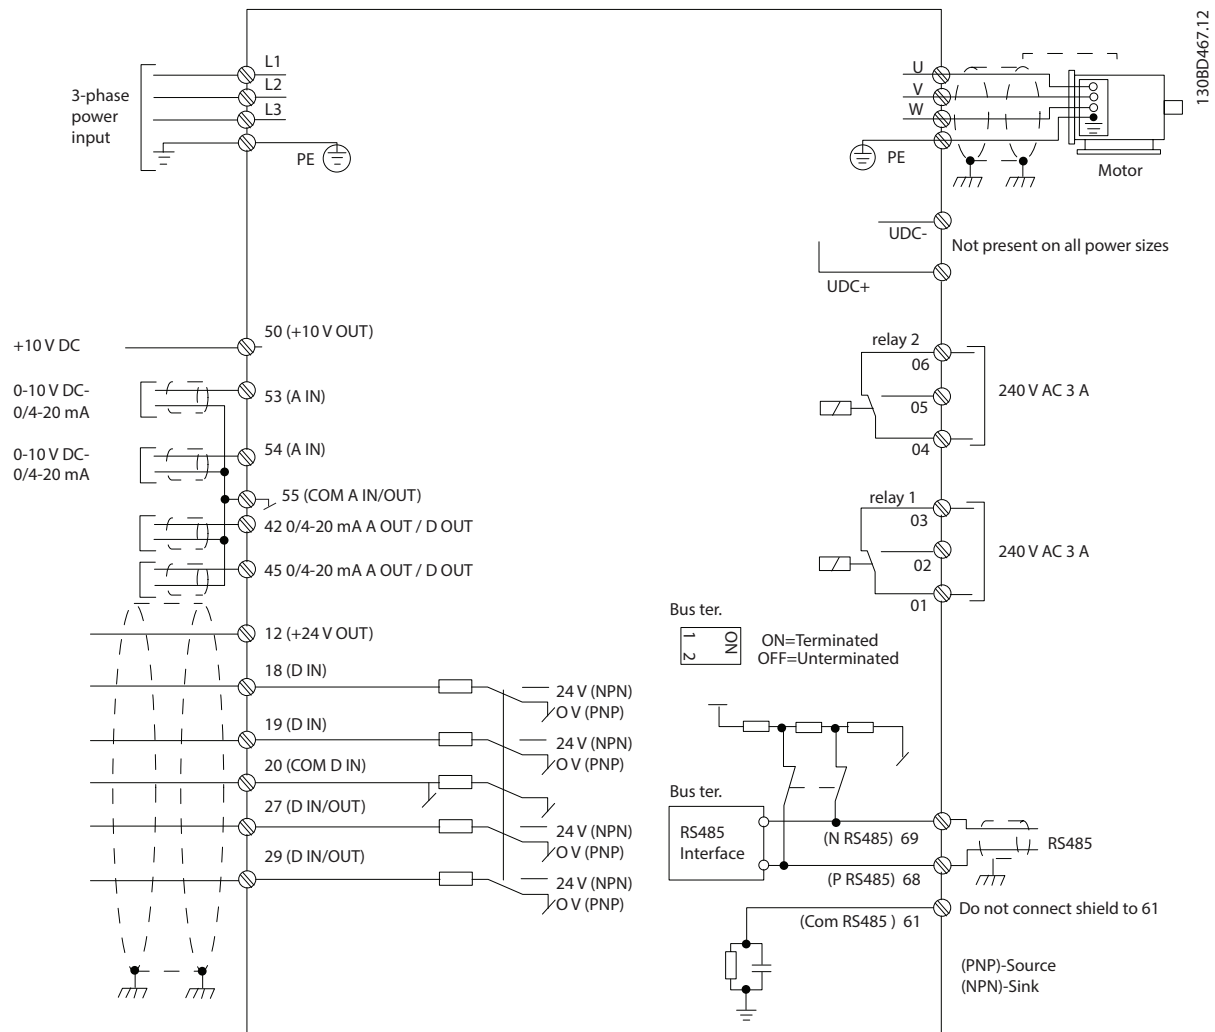 130BD467.12
3-phase
power
input
L1
L2
L3
PE
U
V
W
PE
Motor
UDC-
Not present on all power sizes
UDC+
+10 V DC
50 (+10 V OUT)
0-10 V DC-
0/4-20 mA
53 (A IN)
0-10 V DC-
0/4-20 mA
54 (A IN)
55 (COM A IN/OUT)
42 0/4-20 mA A OUT / D OUT
45 0/4-20 mA A OUT / D OUT
12 (+24 V OUT)
18 (D IN)
24 V (NPN)
O V (PNP)
19 (D IN)
24 V (NPN)
O V (PNP)
20 (COM D IN)
27 (D IN/OUT)
24 V (NPN)
O V (PNP)
29 (D IN/OUT)
24 V (NPN)
O V (PNP)
relay 2
06
05
04
240 V AC 3 A
relay 1
03
02
01
240 V AC 3 A
Bus ter.
1
2
ON
ON=Terminated
OFF=Unterminated
Bus ter.
RS485
Interface
(N RS485) 69
RS485
(P RS485) 68
(Com RS485 ) 61
Do not connect shield to 61
(PNP)-Source
(NPN)-Sink